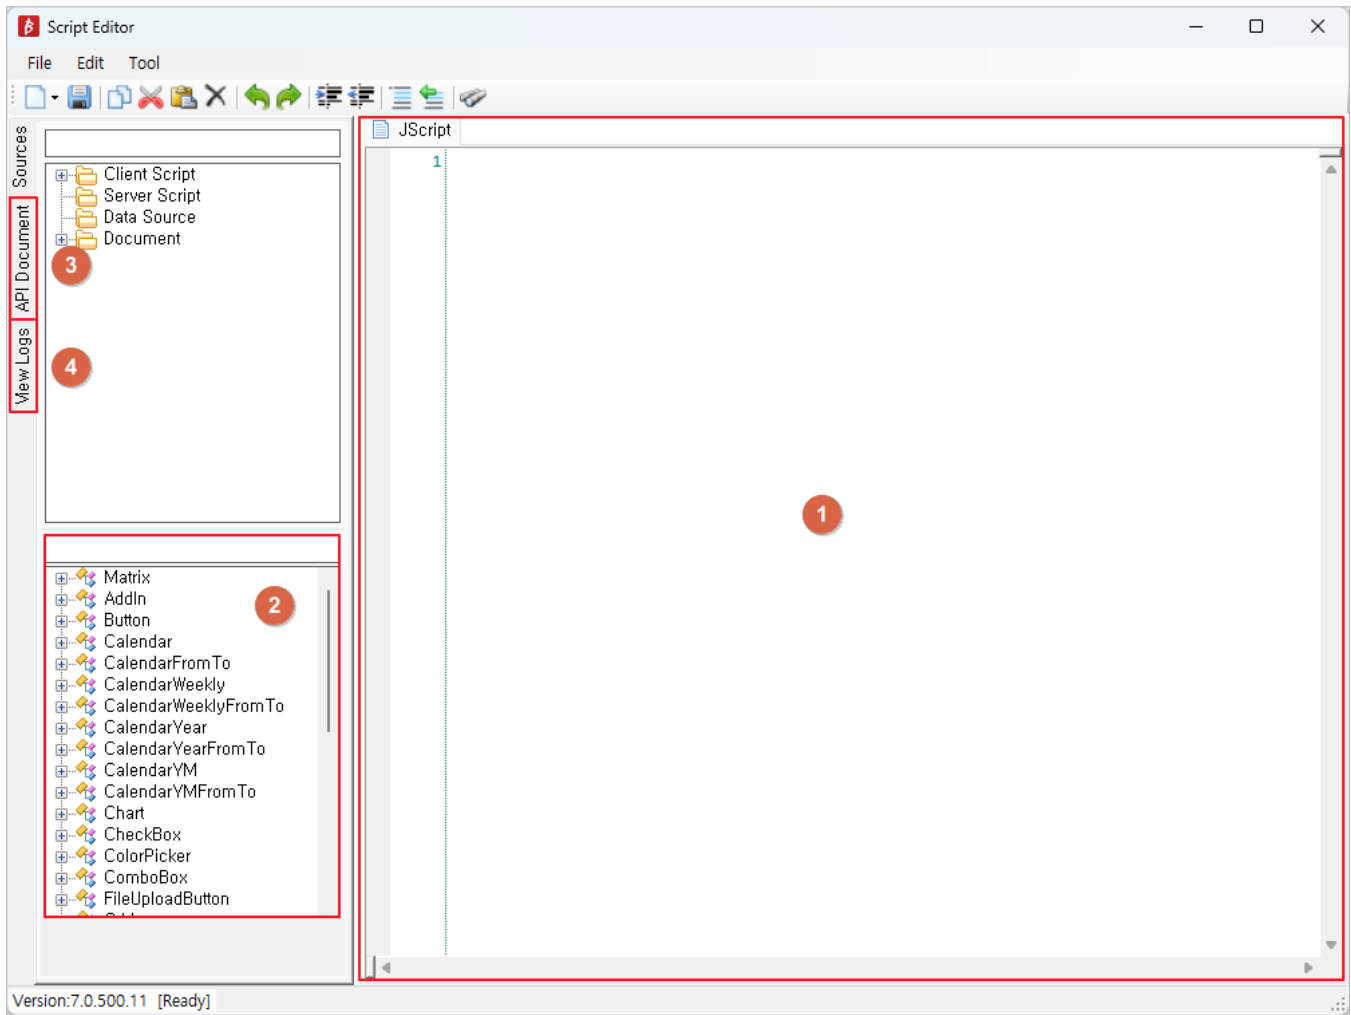 Script Editor
File Edit Tool
Sources
API Document
View Logs
Client Script
Server Script
Data Source
Document
3
4
Matrix
AddIn
2
Button
Calendar
CalendarFromTo
CalendarWeekly
CalendarWeeklyFromTo
CalendarYear
CalendarYearFromTo
CalendarYM
CalendarYMFromTo
Chart
CheckBox
ColorPicker
ComboBox
FileUploadButton
JScript
1
1
Version:7.0.500.11 [Ready]